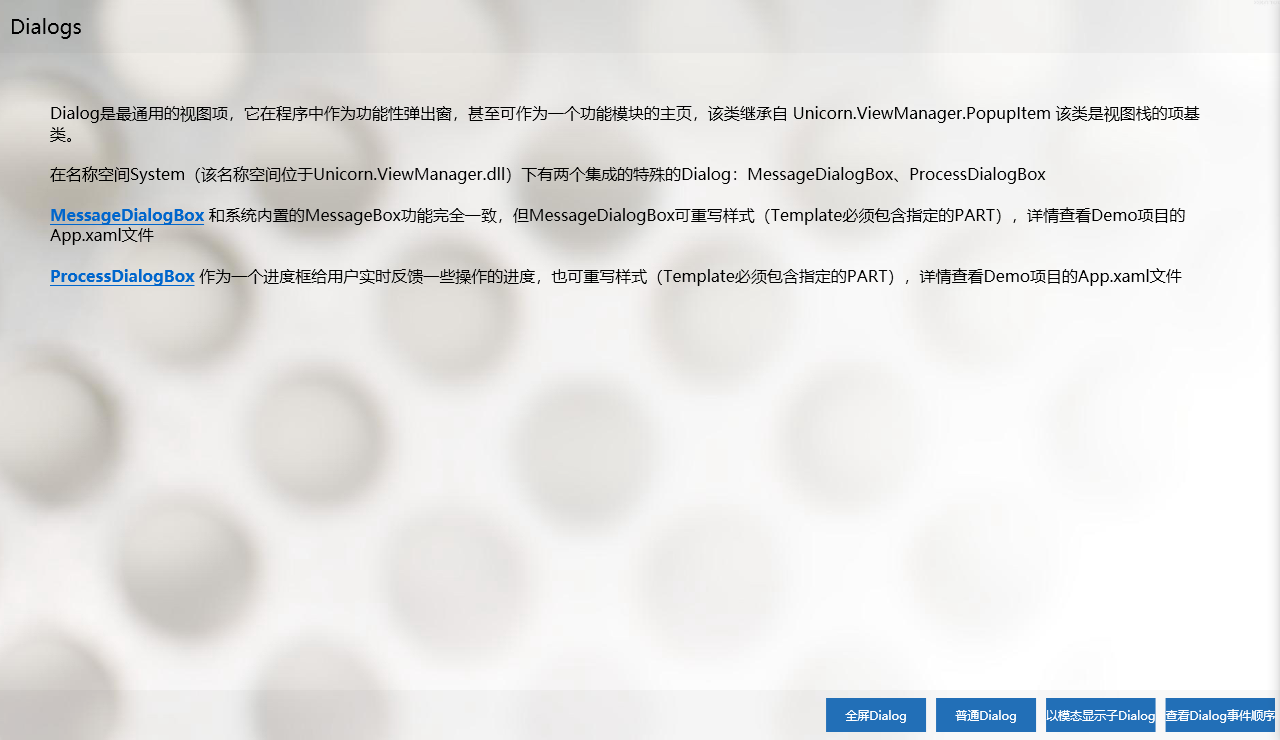 Dialogs
Dialog是最通用的视图项，它在程序中作为功能性弹出窗，甚至可作为一个功能模块的主页，该类继承自 Unicorn.ViewManager.PopupItem 该类是视图栈的项基
类。
在名称空间System（该名称空间位于Unicorn.ViewManager.dll）下有两个集成的特殊的Dialog：MessageDialogBox、ProcessDialogBox
MessageDialogBox 和系统内置的MessageBox功能完全一致，但MessageDialogBox可重写样式（Template必须包含指定的PART），详情查看Demo项目的
App.xaml文件
ProcessDialogBox 作为一个进度框给用户实时反馈一些操作的进度，也可重写样式（Template必须包含指定的PART），详情查看Demo项目的App.xaml文件
全屏Dialog 普通Dialog 以模态显示子Dialog 查看Dialog事件顺序